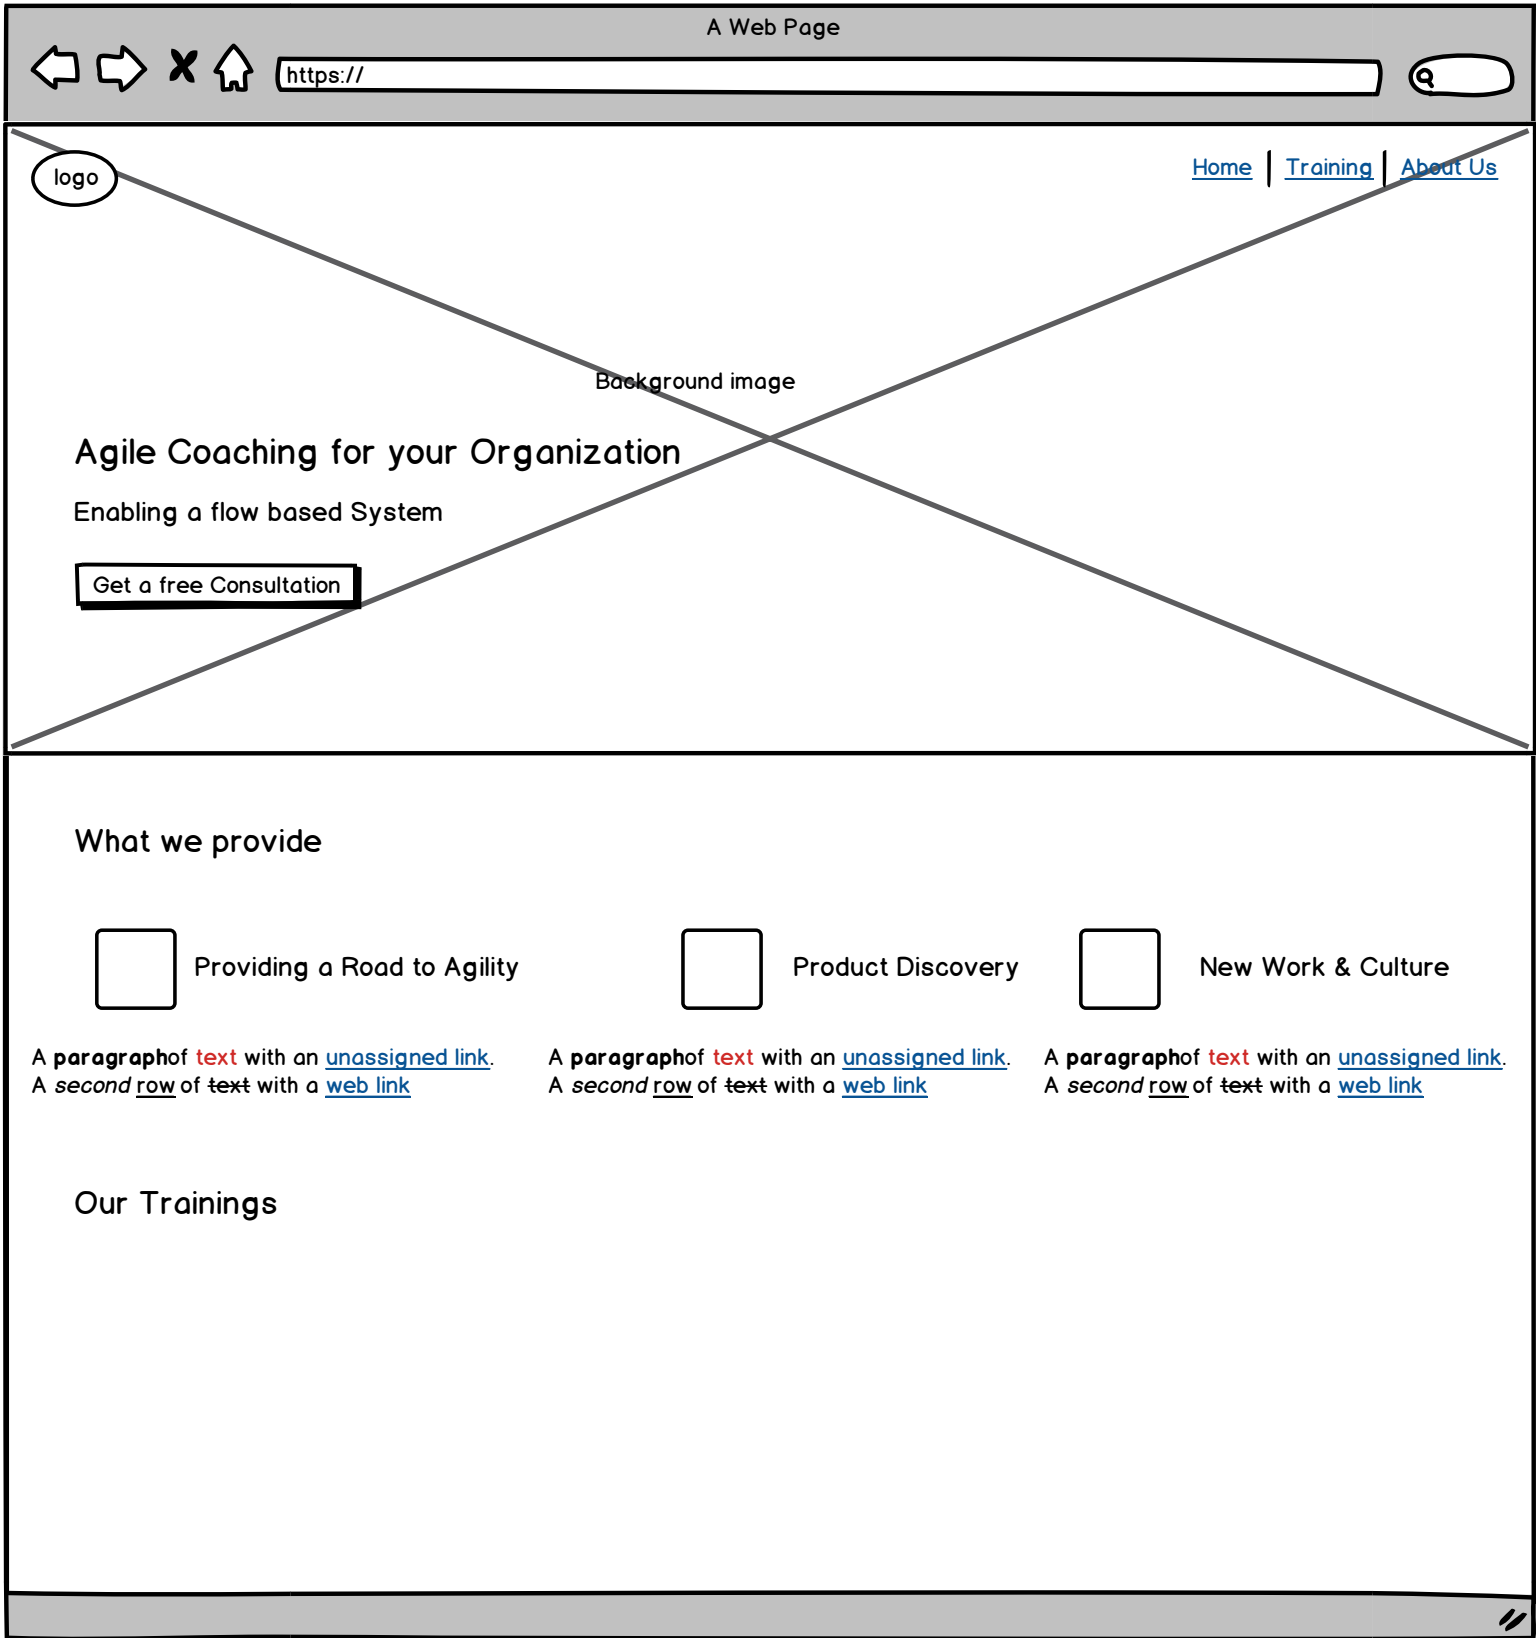 A Web Page
https://
logo
Home
Training
About Us
Background image
Agile Coaching for your Organization
Enabling a flow based System
Get a free Consultation
What we provide
Providing a Road to Agility
Product Discovery
New Work & Culture
A paragraphof text with an unassigned link.
A second row of text with a web link
A paragraphof text with an unassigned link.
A second row of text with a web link
A paragraphof text with an unassigned link.
A second row of text with a web link
Our Trainings